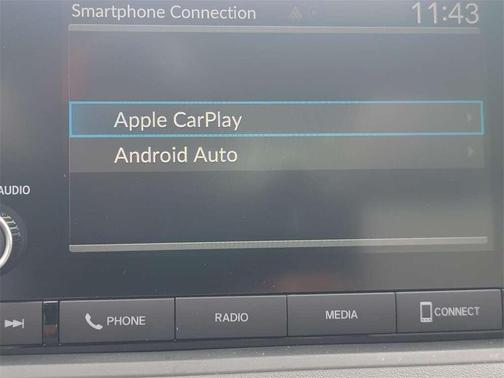 Smartphone Connection 11:43
Apple CarPlay
Android Auto
AUDIO
PHONE RADIO MEDIA CONNECT